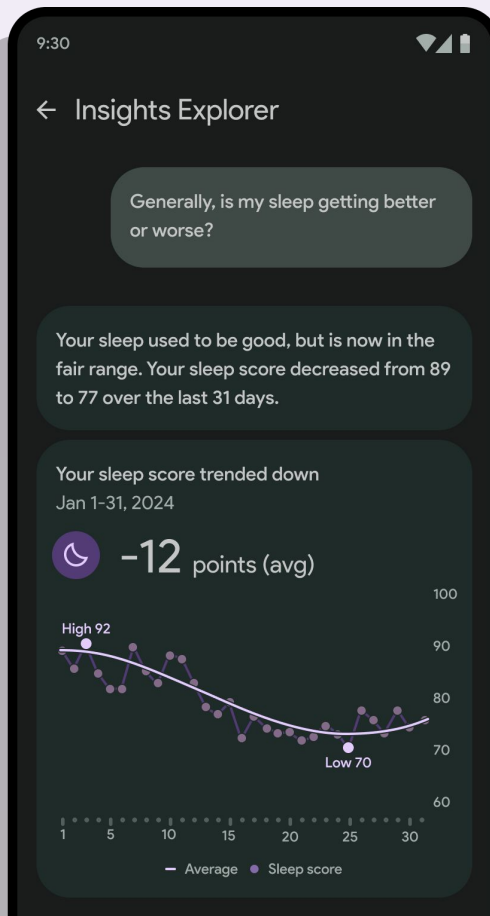 9:30
Insights Explorer
Generally, is my sleep getting better
or worse?
Your sleep used to be good, but is now in the
fair range. Your sleep score decreased from 89
to 77 over the last 31 days.
Your sleep score trended down
Jan 1-31, 2024
-12 points (avg)
100
High 92
90
80
70
Low 70
60
1 5 10 15 20 25 30
Average Sleep score